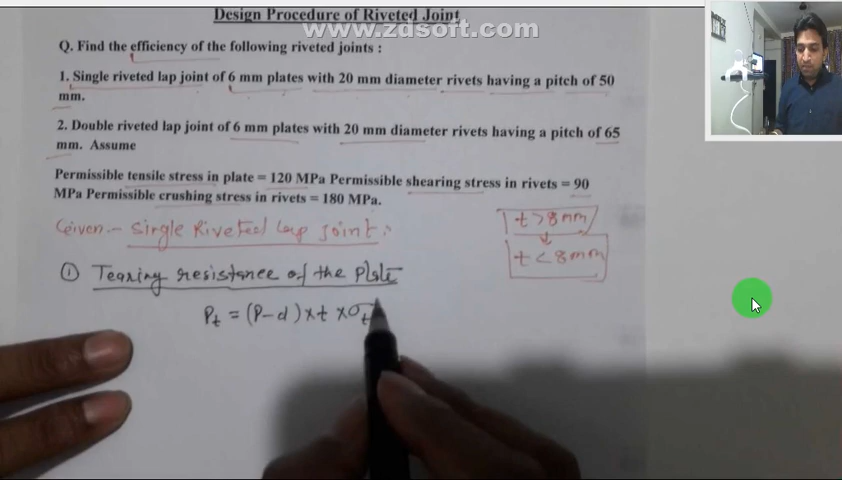 Design Procedure of Riveted Joint
www.zdsoft.com
Q. Find the efficiency of the following riveted joints :
1. Single riveted lap joint of 6 mm plates with 20 mm diameter rivets having a pitch of 50
mm.
2. Double riveted lap joint of 6 mm plates with 20 mm diameter rivets having a pitch of 65
mm. Assume
Permissible tensile stress in plate = 120 MPa Permissible shearing stress in rivets = 90
MPa Permissible crushing stress in rivets = 180 MPa.
Given:- Single Riveted Lap Joint:-
t > 8 mm
↓
t < 8 mm
① Tearing resistance of the Plate
Pt = (P-d) x t x σt